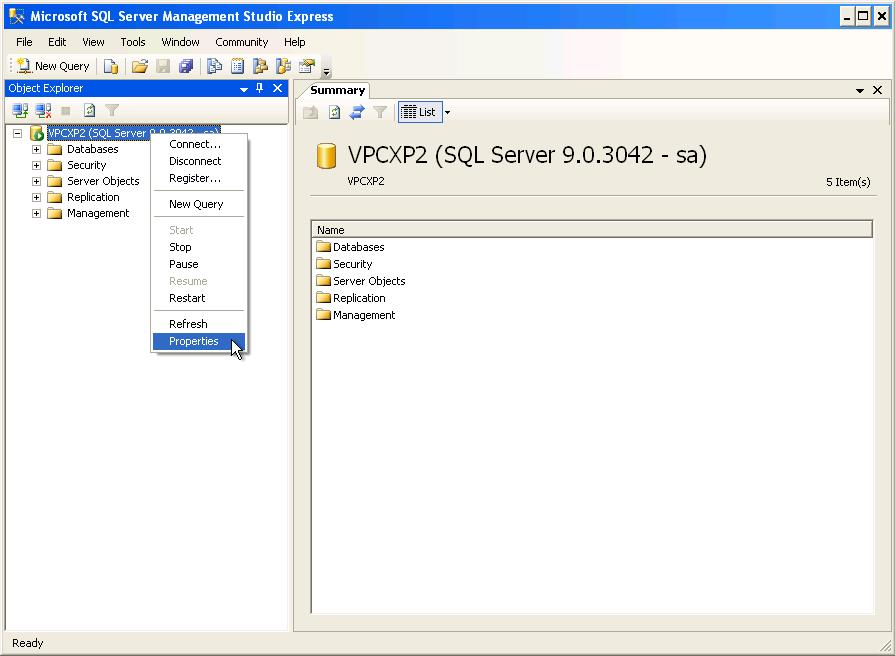 Microsoft SQL Server Management Studio Express
File Edit View Tools Window Community Help
New Query
Object Explorer
Summary
List
VPCXP2 (SQL Server 9.0.3042 - sa)
Databases
Security
Server Objects
Replication
Management
Connect...
Disconnect
Register...
New Query
Start
Stop
Pause
Resume
Restart
Refresh
Properties
VPCXP2 (SQL Server 9.0.3042 - sa)
VPCXP2
5 Item(s)
Name
Databases
Security
Server Objects
Replication
Management
Ready